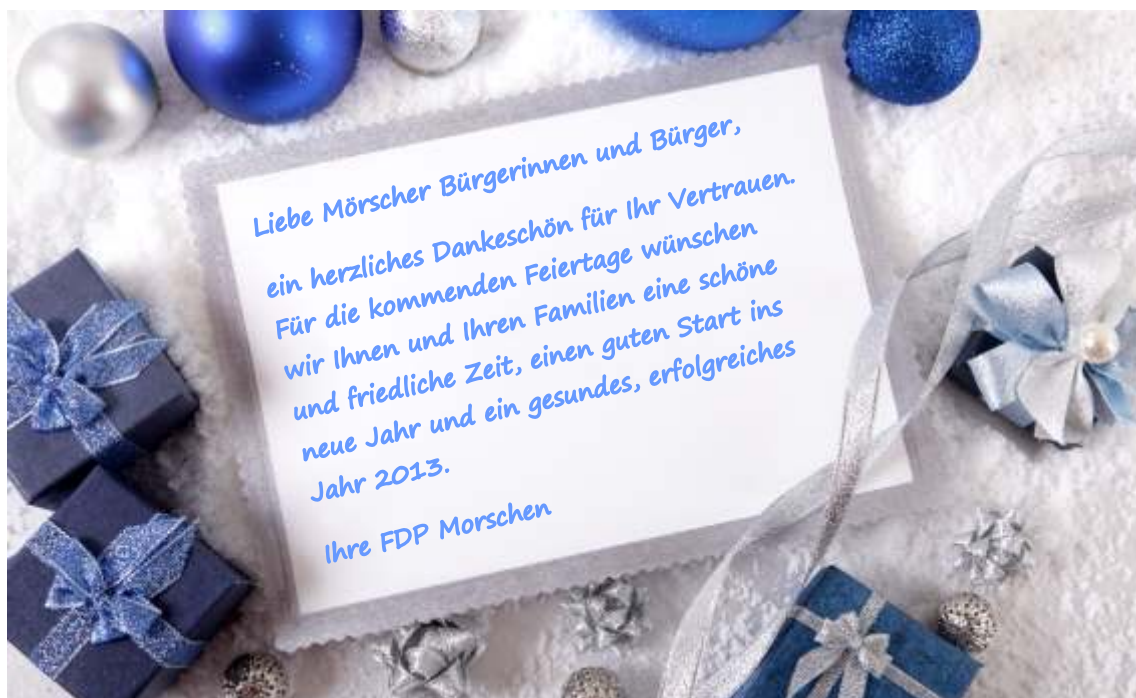 Liebe Mörscher Bürgerinnen und Bürger,
ein herzliches Dankeschön für Ihr Vertrauen.
Für die kommenden Feiertage wünschen
wir Ihnen und Ihren Familien eine schöne
und friedliche Zeit, einen guten Start ins
neue Jahr und ein gesundes, erfolgreiches
Jahr 2013.
Ihre FDP Morschen